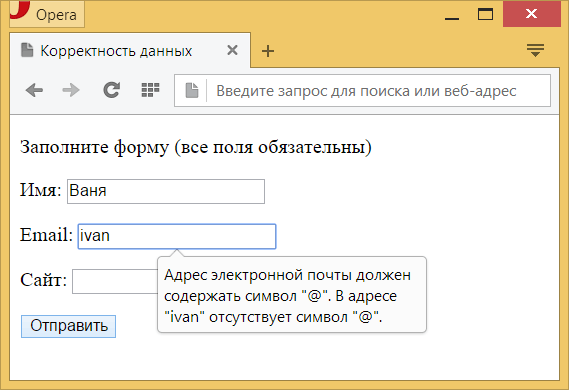 Opera
Корректность данных
Введите запрос для поиска или веб-адрес
Заполните форму (все поля обязательны)
Имя: Ваня
Email: ivan
Сайт:
Адрес электронной почты должен
содержать символ "@". В адресе
"ivan" отсутствует символ "@".
Отправить